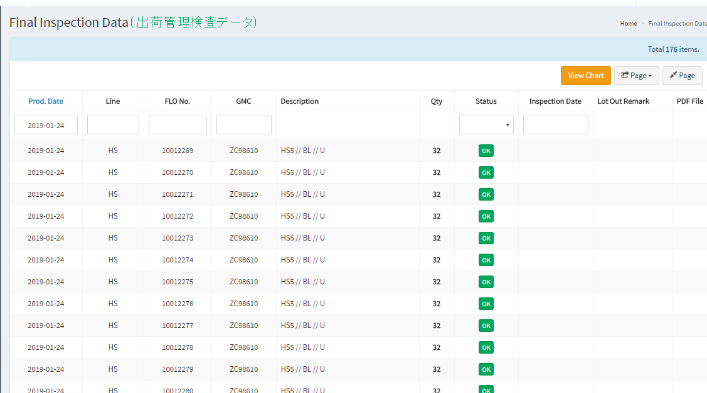 Final Inspection Data (出荷管理検査データ)
Home – Final Inspection Data
Total 176 items.
View Chart Page Page
Prod. Date Line FLO No. GMC Description Qty Status Inspection Date Lot Out Remark PDF File
2019-01-24
2019-01-24 HS 10012269 ZC98610 HS5 // BL // U 32 OK
2019-01-24 HS 10012270 ZC98610 HS5 // BL // U 32 OK
2019-01-24 HS 10012271 ZC98610 HS5 // BL // U 32 OK
2019-01-24 HS 10012272 ZC98610 HS5 // BL // U 32 OK
2019-01-24 HS 10012273 ZC98610 HS5 // BL // U 32 OK
2019-01-24 HS 10012274 ZC98610 HS5 // BL // U 32 OK
2019-01-24 HS 10012275 ZC98610 HS5 // BL // U 32 OK
2019-01-24 HS 10012276 ZC98610 HS5 // BL // U 32 OK
2019-01-24 HS 10012277 ZC98610 HS5 // BL // U 32 OK
2019-01-24 HS 10012278 ZC98610 HS5 // BL // U 32 OK
2019-01-24 HS 10012279 ZC98610 HS5 // BL // U 32 OK
2019-01-24 HS 10012280 ZC98610 HS5 // BL // U 32 OK